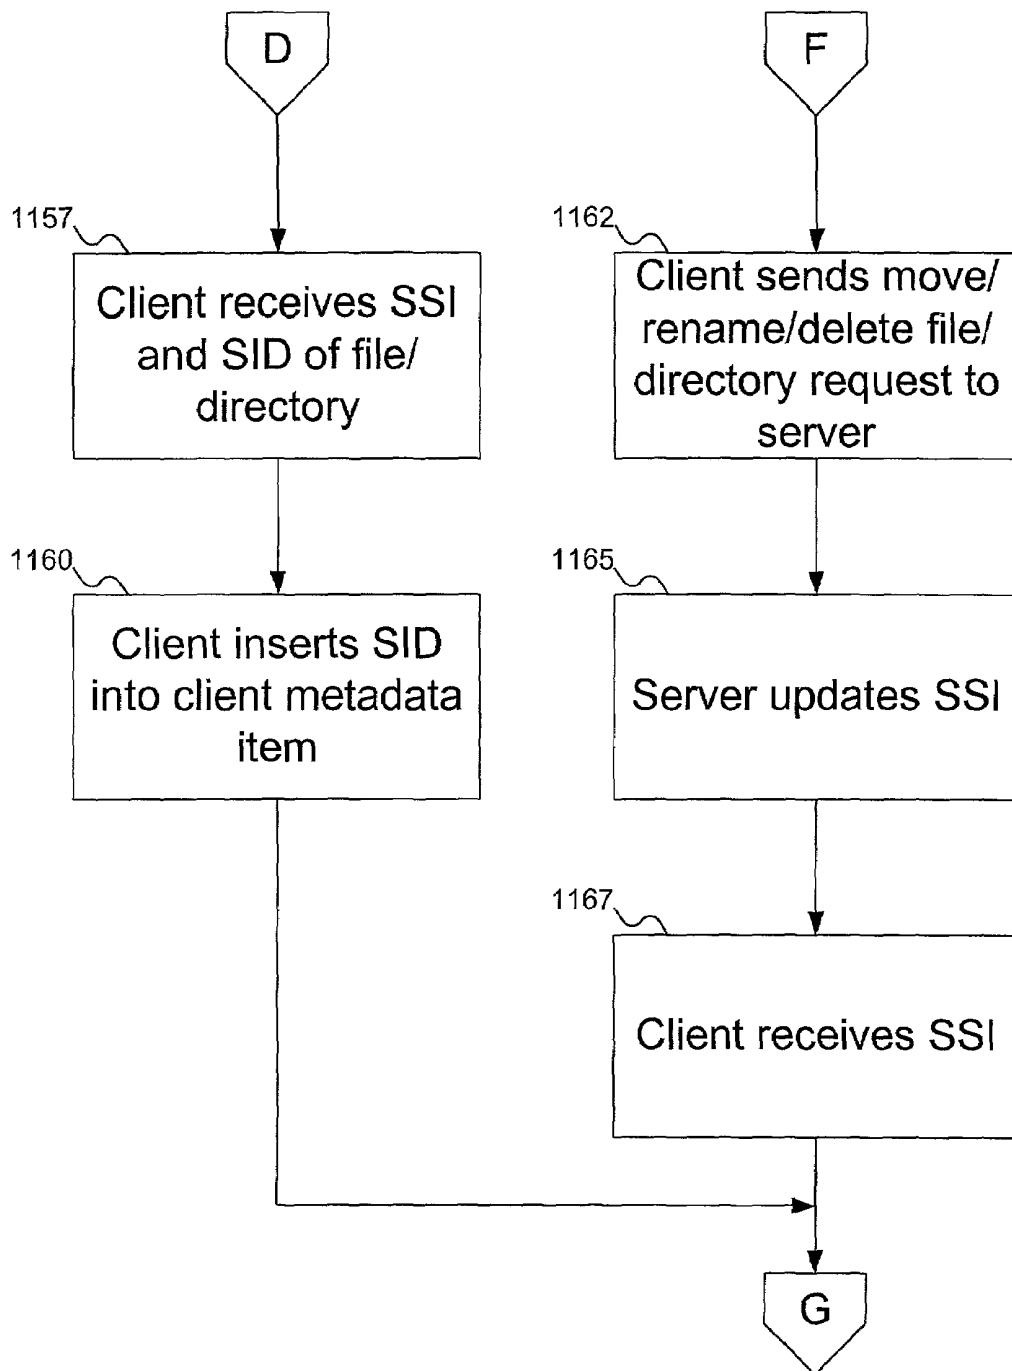 D
1157
Client receives SSI
and SID of file/
directory
1160
Client inserts SID
into client metadata
item
F
1162
Client sends move/
rename/delete file/
directory request to
server
1165
Server updates SSI
1167
Client receives SSI
G